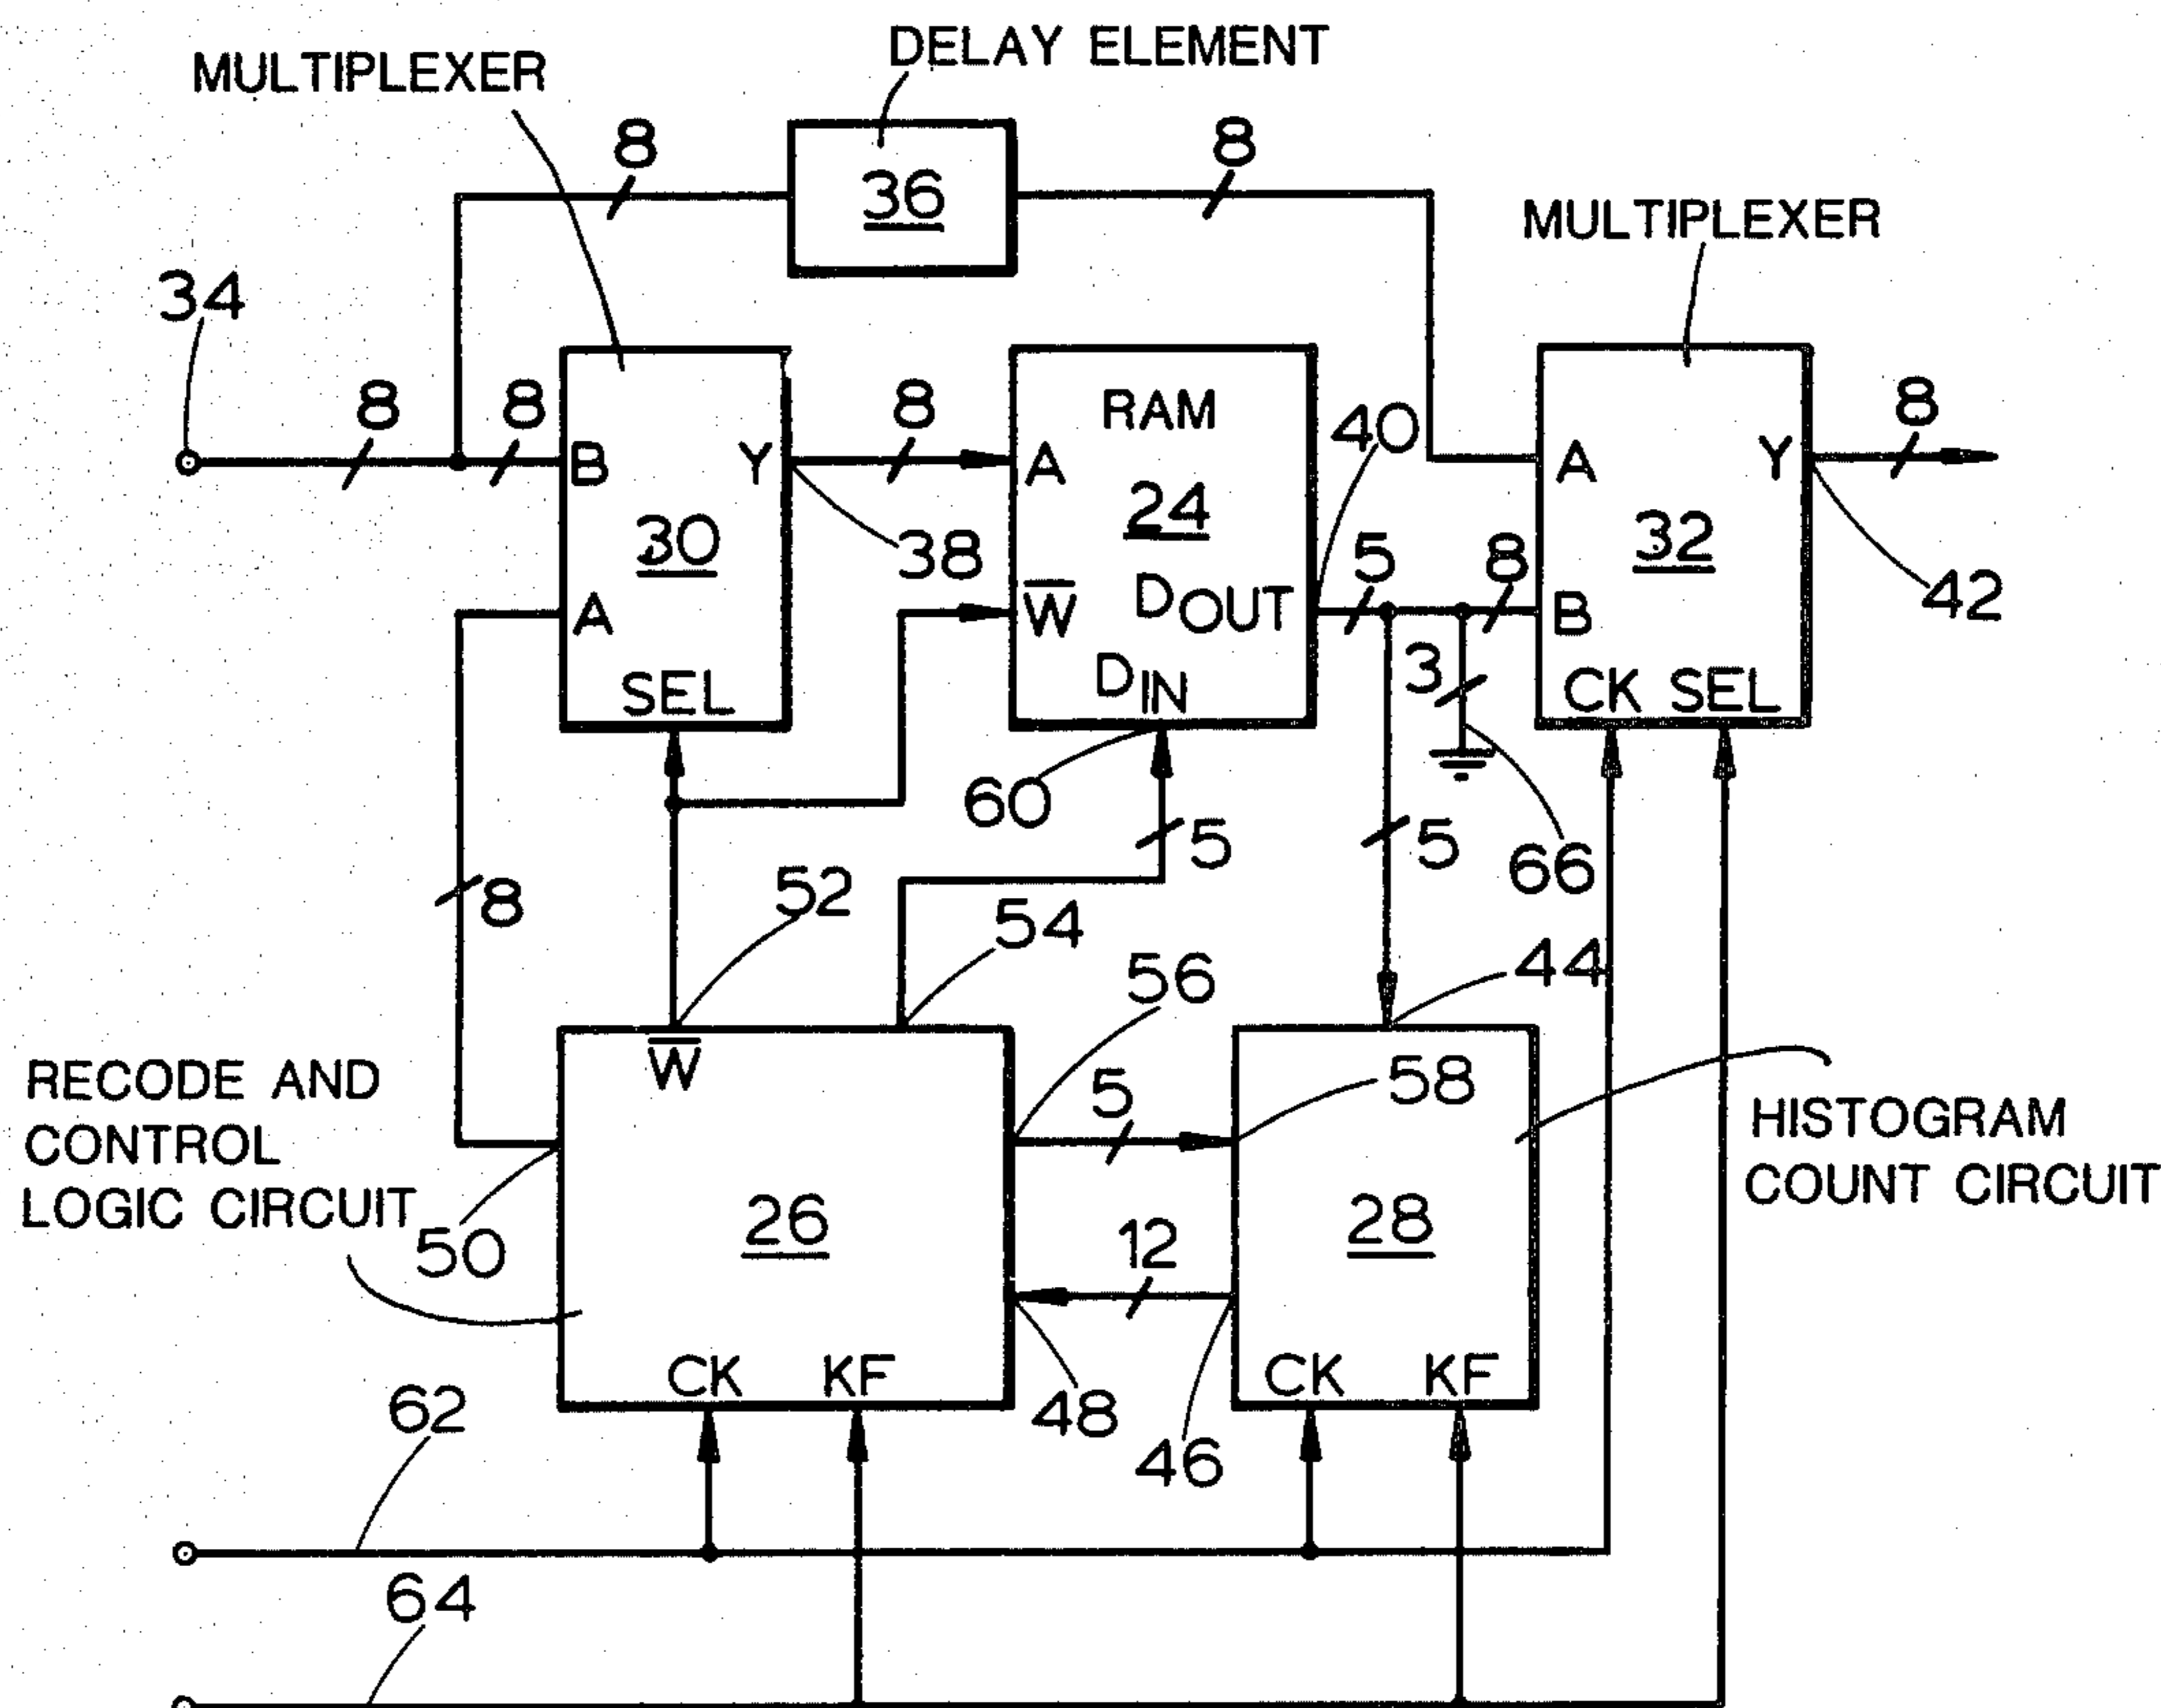 DELAY ELEMENT
MULTIPLEXER
8
8
36
MULTIPLEXER
34
8
8
8
8
RAM
40
B
Y
A
A
Y
24
30
32
38
5
8
42
A
W
DOUT
B
3
SEL
DIN
CK SEL
60
5
5
66
8
52
54
44
56
W
58
RECODE AND
CONTROL
LOGIC CIRCUIT
5
HISTOGRAM
COUNT CIRCUIT
50
26
12
28
CK
KF
CK
KF
62
48
46
64